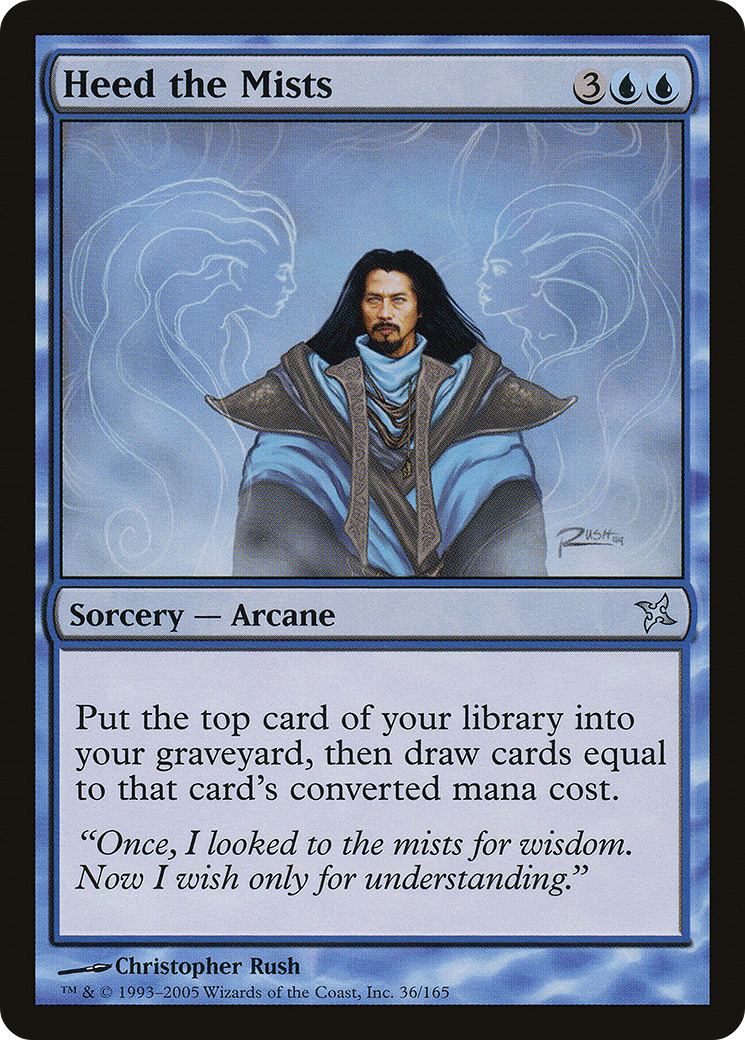 Heed the Mists 3
RUSH 04
Sorcery — Arcane
Put the top card of your library into
your graveyard, then draw cards equal
to that card's converted mana cost.
“Once, I looked to the mists for wisdom.
Now I wish only for understanding.”
Christopher Rush
™ & © 1993–2005 Wizards of the Coast, Inc. 36/165